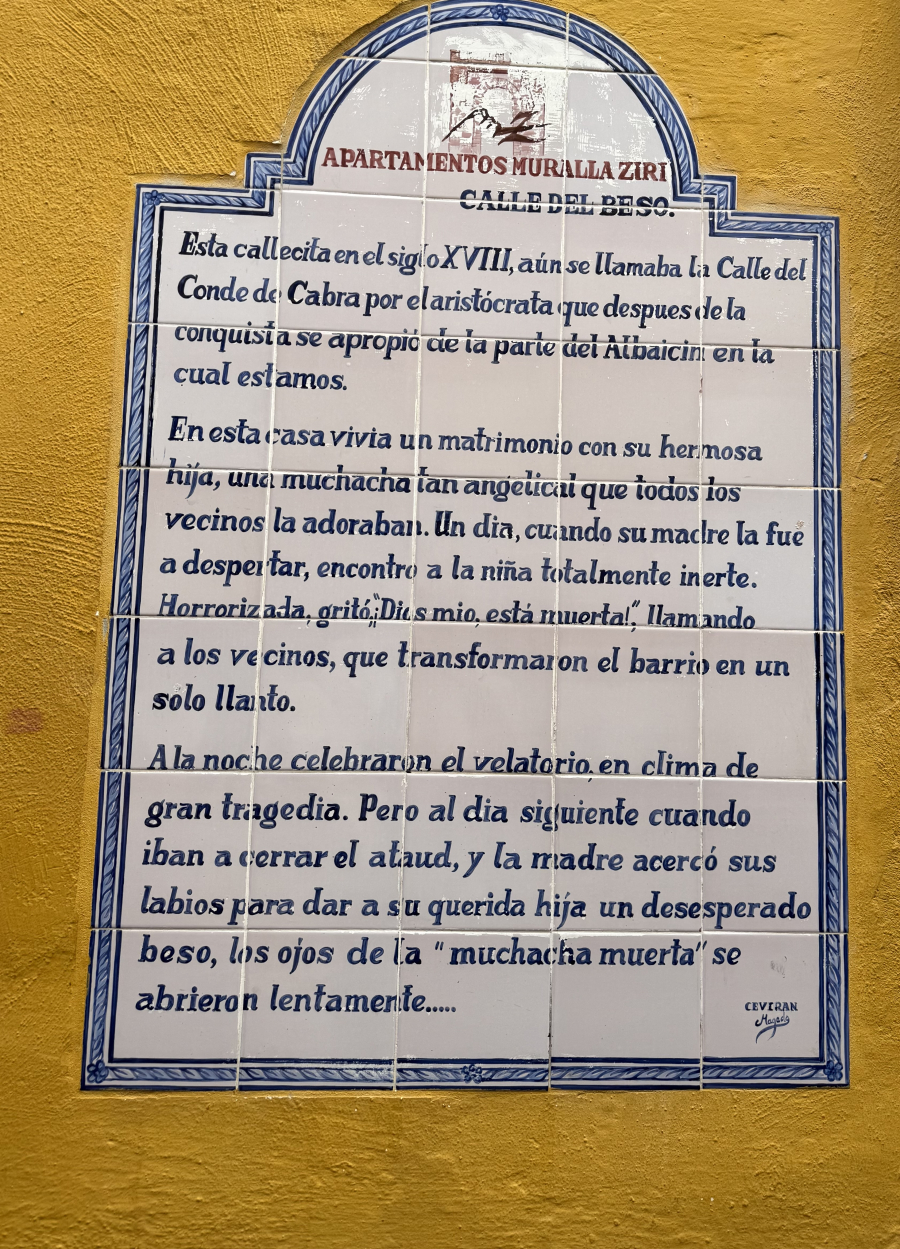 APARTAMENTOS MURALLA ZIRI
CALLE DEL BESO.
Esta callecita en el siglo XVIII, aún se llamaba la Calle del
Conde de Cabra por el aristócrata que despues de la
conquista se apropió de la parte del Albaicin en la
cual estamos.
En esta casa vivia un matrimonio con su hermosa
hija, una muchacha tan angelical que todos los
vecinos la adoraban. Un dia, cuando su madre la fué
a despertar, encontró a la niña totalmente inerte.
Horrorizada, gritó,"¡Dios mio, está muerta!", llamando
a los vecinos, que transformaron el barrio en un
solo llanto.
A la noche celebraron el velatorio, en clima de
gran tragedia. Pero al dia siguiente cuando
iban a cerrar el ataud, y la madre acercó sus
labios para dar a su querida hija un desesperado
beso, los ojos de la "muchacha muerta" se
abrieron lentamente.....
CEVIRAN